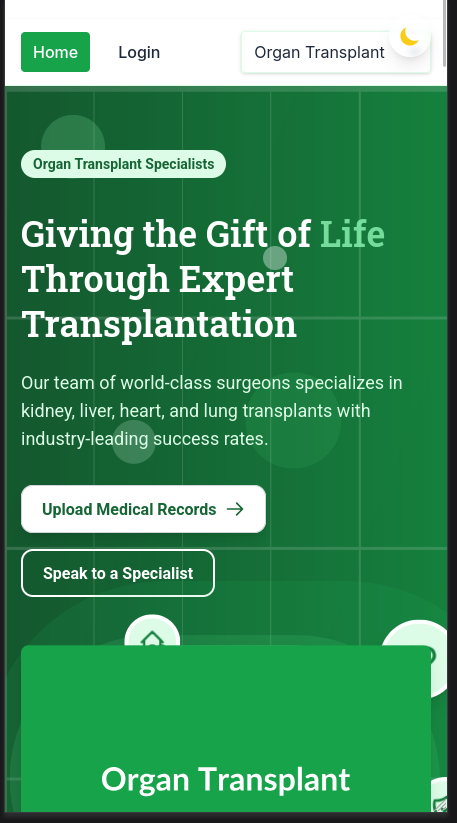 Home
Login
Organ Transplant
Organ Transplant Specialists
Giving the Gift of Life
Through Expert
Transplantation
Our team of world-class surgeons specializes in
kidney, liver, heart, and lung transplants with
industry-leading success rates.
Upload Medical Records
Speak to a Specialist
Organ Transplant